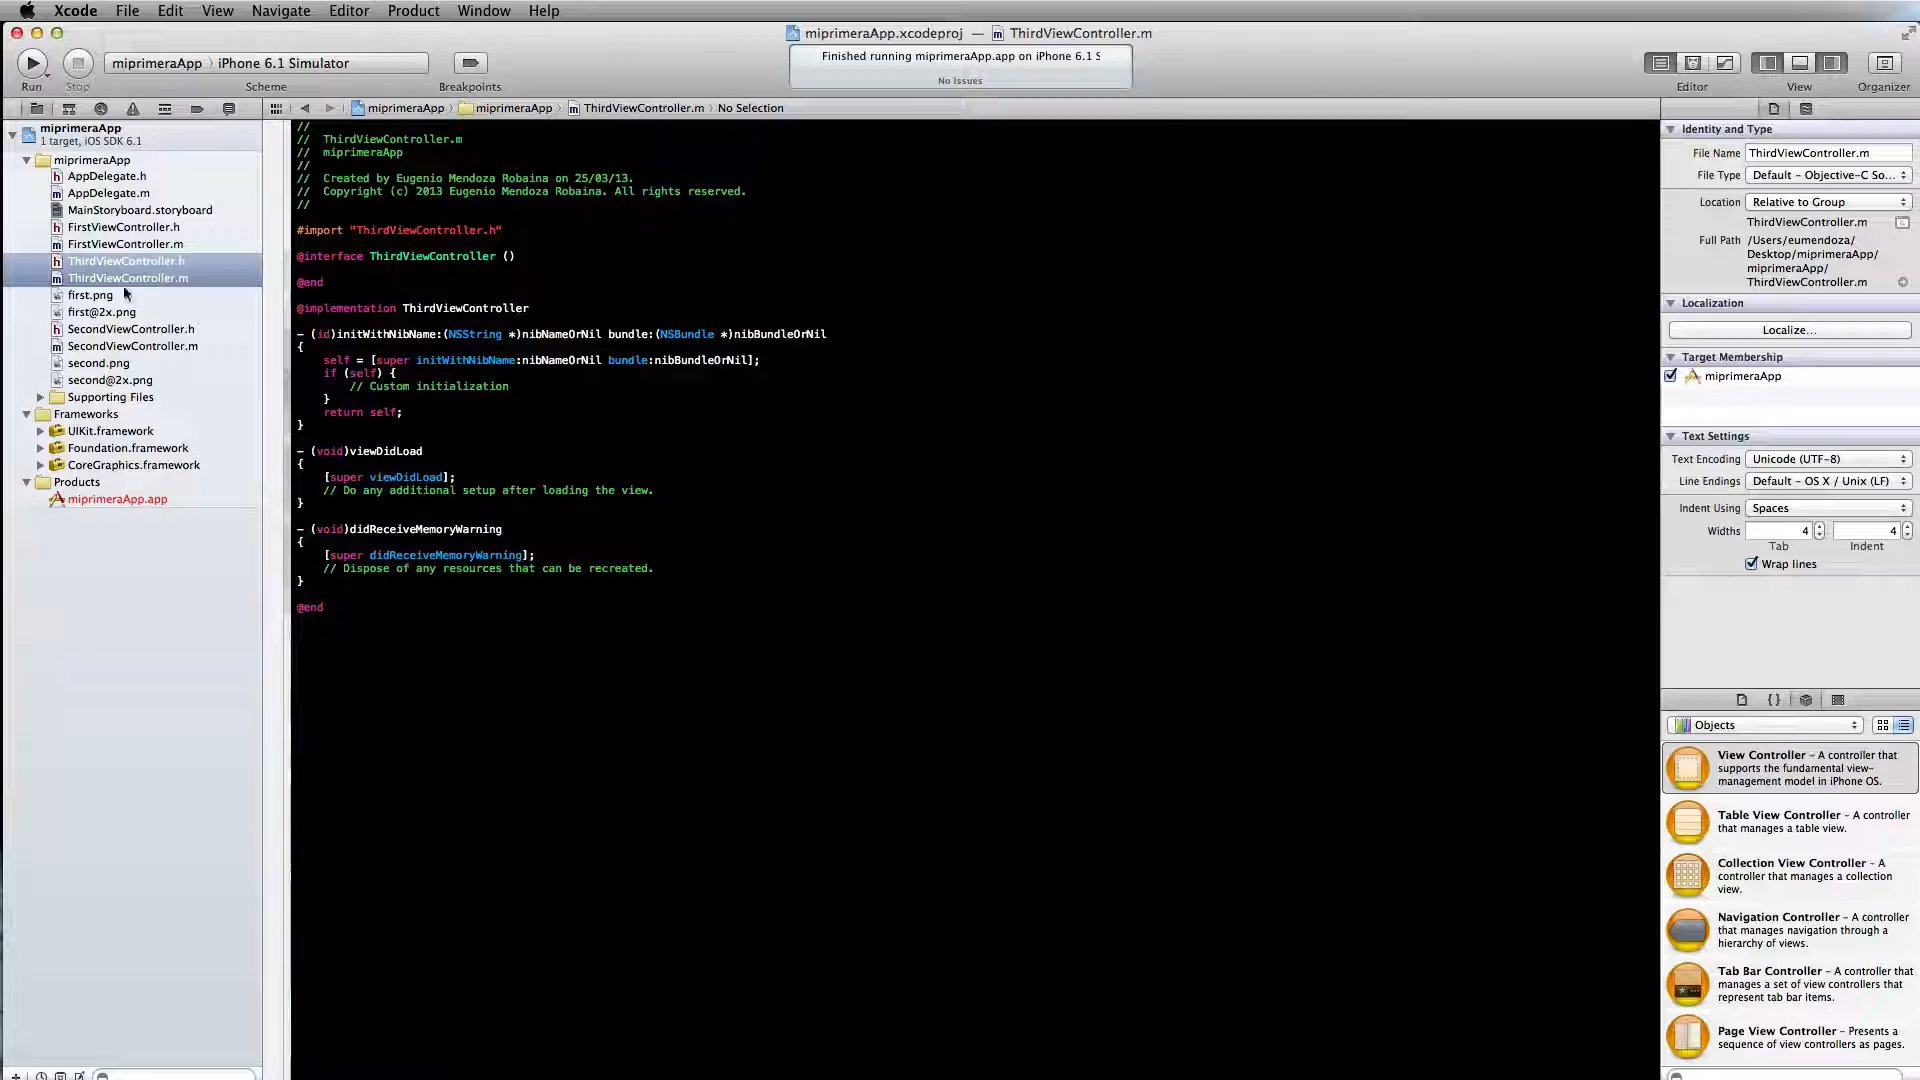 Xcode File Edit View Navigate Editor Product Window Help
miprimeraApp.xcodeproj — ThirdViewController.m
miprimeraApp iPhone 6.1 Simulator
Finished running miprimeraApp.app on iPhone 6.1 S
No Issues
Run Stop Scheme Breakpoints Editor View Organizer
miprimeraApp miprimeraApp ThirdViewController.m No Selection
miprimeraApp
1 target, iOS SDK 6.1
miprimeraApp
AppDelegate.h
AppDelegate.m
MainStoryboard.storyboard
FirstViewController.h
FirstViewController.m
ThirdViewController.h
ThirdViewController.m
first.png
first@2x.png
SecondViewController.h
SecondViewController.m
second.png
second@2x.png
Supporting Files
Frameworks
UIKit.framework
Foundation.framework
CoreGraphics.framework
Products
miprimeraApp.app
//
// ThirdViewController.m
// miprimeraApp
//
// Created by Eugenio Mendoza Robaina on 25/03/13.
// Copyright (c) 2013 Eugenio Mendoza Robaina. All rights reserved.
//
#import "ThirdViewController.h"
@interface ThirdViewController ()
@end
@implementation ThirdViewController
- (id)initWithNibName:(NSString *)nibNameOrNil bundle:(NSBundle *)nibBundleOrNil
{
self = [super initWithNibName:nibNameOrNil bundle:nibBundleOrNil];
if (self) {
// Custom initialization
}
return self;
}
- (void)viewDidLoad
{
[super viewDidLoad];
// Do any additional setup after loading the view.
}
- (void)didReceiveMemoryWarning
{
[super didReceiveMemoryWarning];
// Dispose of any resources that can be recreated.
}
@end
Identity and Type
File Name ThirdViewController.m
File Type Default - Objective-C So...
Location Relative to Group
ThirdViewController.m
Full Path /Users/eumendoza/
Desktop/miprimeraApp/
miprimeraApp/
ThirdViewController.m
Localization
Localize...
Target Membership
miprimeraApp
Text Settings
Text Encoding Unicode (UTF-8)
Line Endings Default - OS X / Unix (LF)
Indent Using Spaces
Widths 4 4
Tab Indent
Wrap lines
{}
Objects
View Controller - A controller that
supports the fundamental view-
management model in iPhone OS.
Table View Controller - A controller
that manages a table view.
Collection View Controller - A
controller that manages a collection
view.
Navigation Controller - A controller
that manages navigation through a
hierarchy of views.
Tab Bar Controller - A controller that
manages a set of view controllers that
represent tab bar items.
Page View Controller - Presents a
sequence of view controllers as pages.